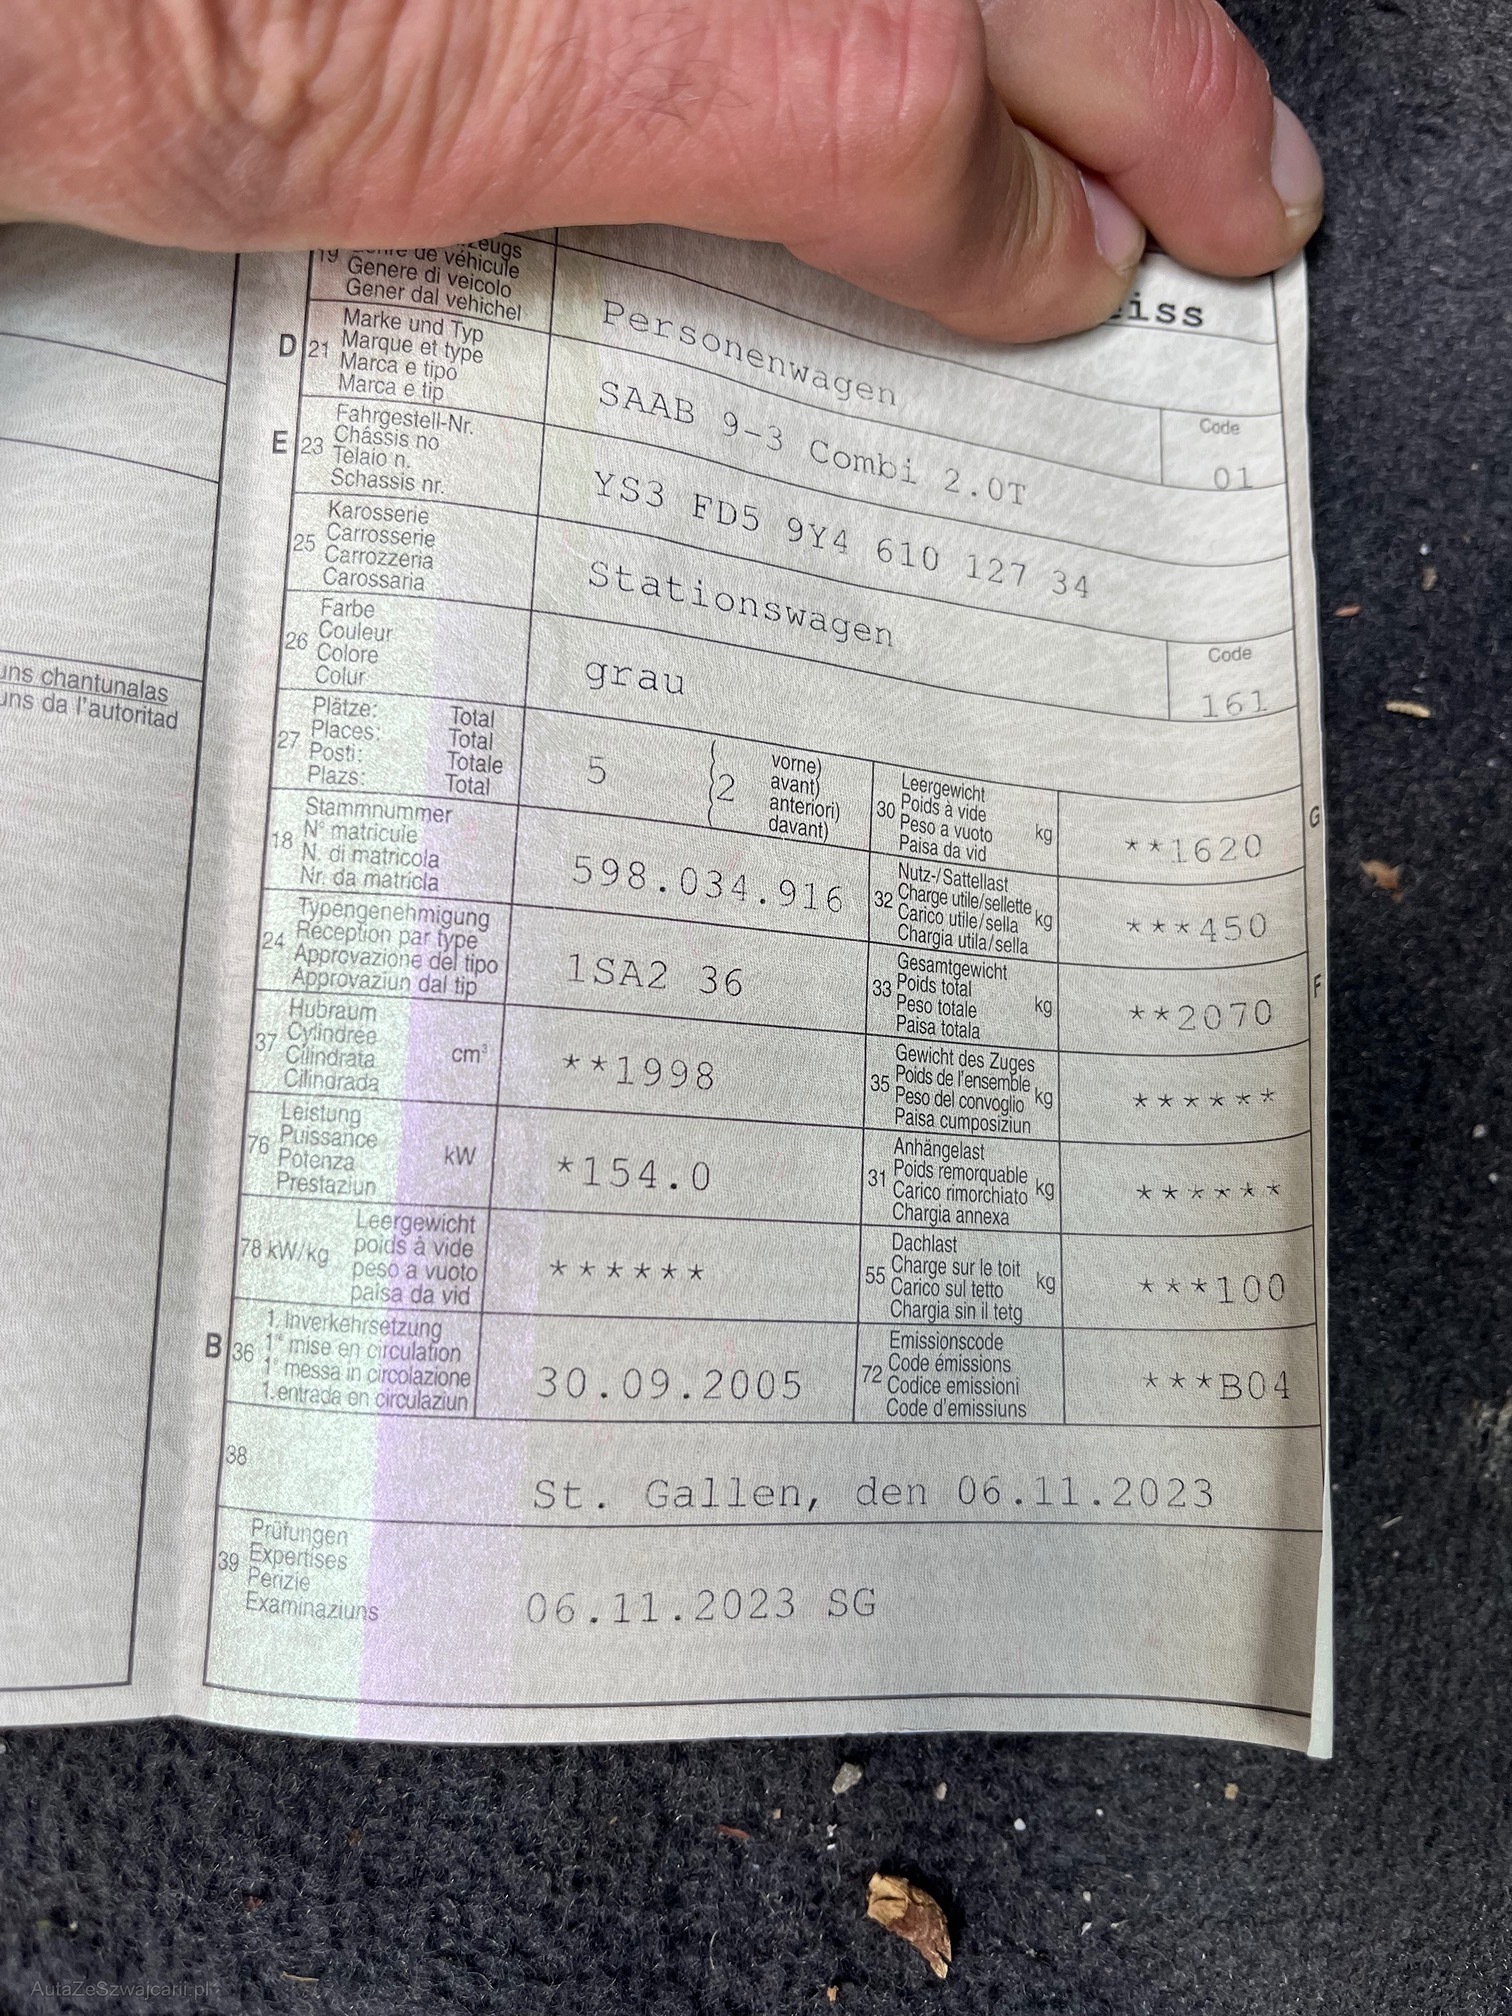 eiss
19
zeugs
de véhicule
Genere di veicolo
Gener dal vehichel
Personenwagen
Code
01
D 21
Marke und Typ
Marque et type
Marca e tipo
Marca e tip
SAAB 9-3 Combi 2.0T
E 23
Fahrgestell-Nr.
Châssis no
Telaio n.
Schassis nr.
YS3 FD5 9Y4 610 127 34
25
Karosserie
Carrosserie
Carrozzeria
Carossaria
Stationswagen
Code
161
26
Farbe
Couleur
Colore
Colur
grau
27
Plätze: Total
Places: Total
Posti: Totale
Plazs: Total
5
2
vorne)
avant)
anteriori)
davant)
30
Leergewicht
Poids à vide
Peso a vuoto
Paisa da vid
kg
**1620
G
18
Stammnummer
N° matricule
N. di matricola
Nr. da matricla
598.034.916
32
Nutz-/Sattellast
Charge utile/sellette
Carico utile/sella
Chargia utila/sella
kg
***450
24
Typengenehmigung
Réception par type
Approvazione del tipo
Approvaziun dal tip
1SA2 36
33
Gesamtgewicht
Poids total
Peso totale
Paisa totala
kg
**2070
F
37
Hubraum
Cylindrée
Cilindrata
Cilindrada
cm³
**1998
35
Gewicht des Zuges
Poids de l'ensemble
Peso del convoglio
Paisa cumposiziun
kg
******
76
Leistung
Puissance
Potenza
Prestaziun
kW
*154.0
31
Anhängelast
Poids remorquable
Carico rimorchiato
Chargia annexa
kg
******
78 kW/kg
Leergewicht
poids à vide
peso a vuoto
paisa da vid
******
55
Dachlast
Charge sur le toit
Carico sul tetto
Chargia sin il tetg
kg
***100
B 36
1. Inverkehrsetzung
1° mise en circulation
1° messa in circolazione
1. entrada en circulaziun
30.09.2005
72
Emissionscode
Code émissions
Codice emissioni
Code d'emissiuns
***B04
38
St. Gallen, den 06.11.2023
39
Prüfungen
Expertises
Perizie
Examinaziuns
06.11.2023 SG
uns chantunalas
uns da l'autoritad
AutaZeSzwajcarii.pl